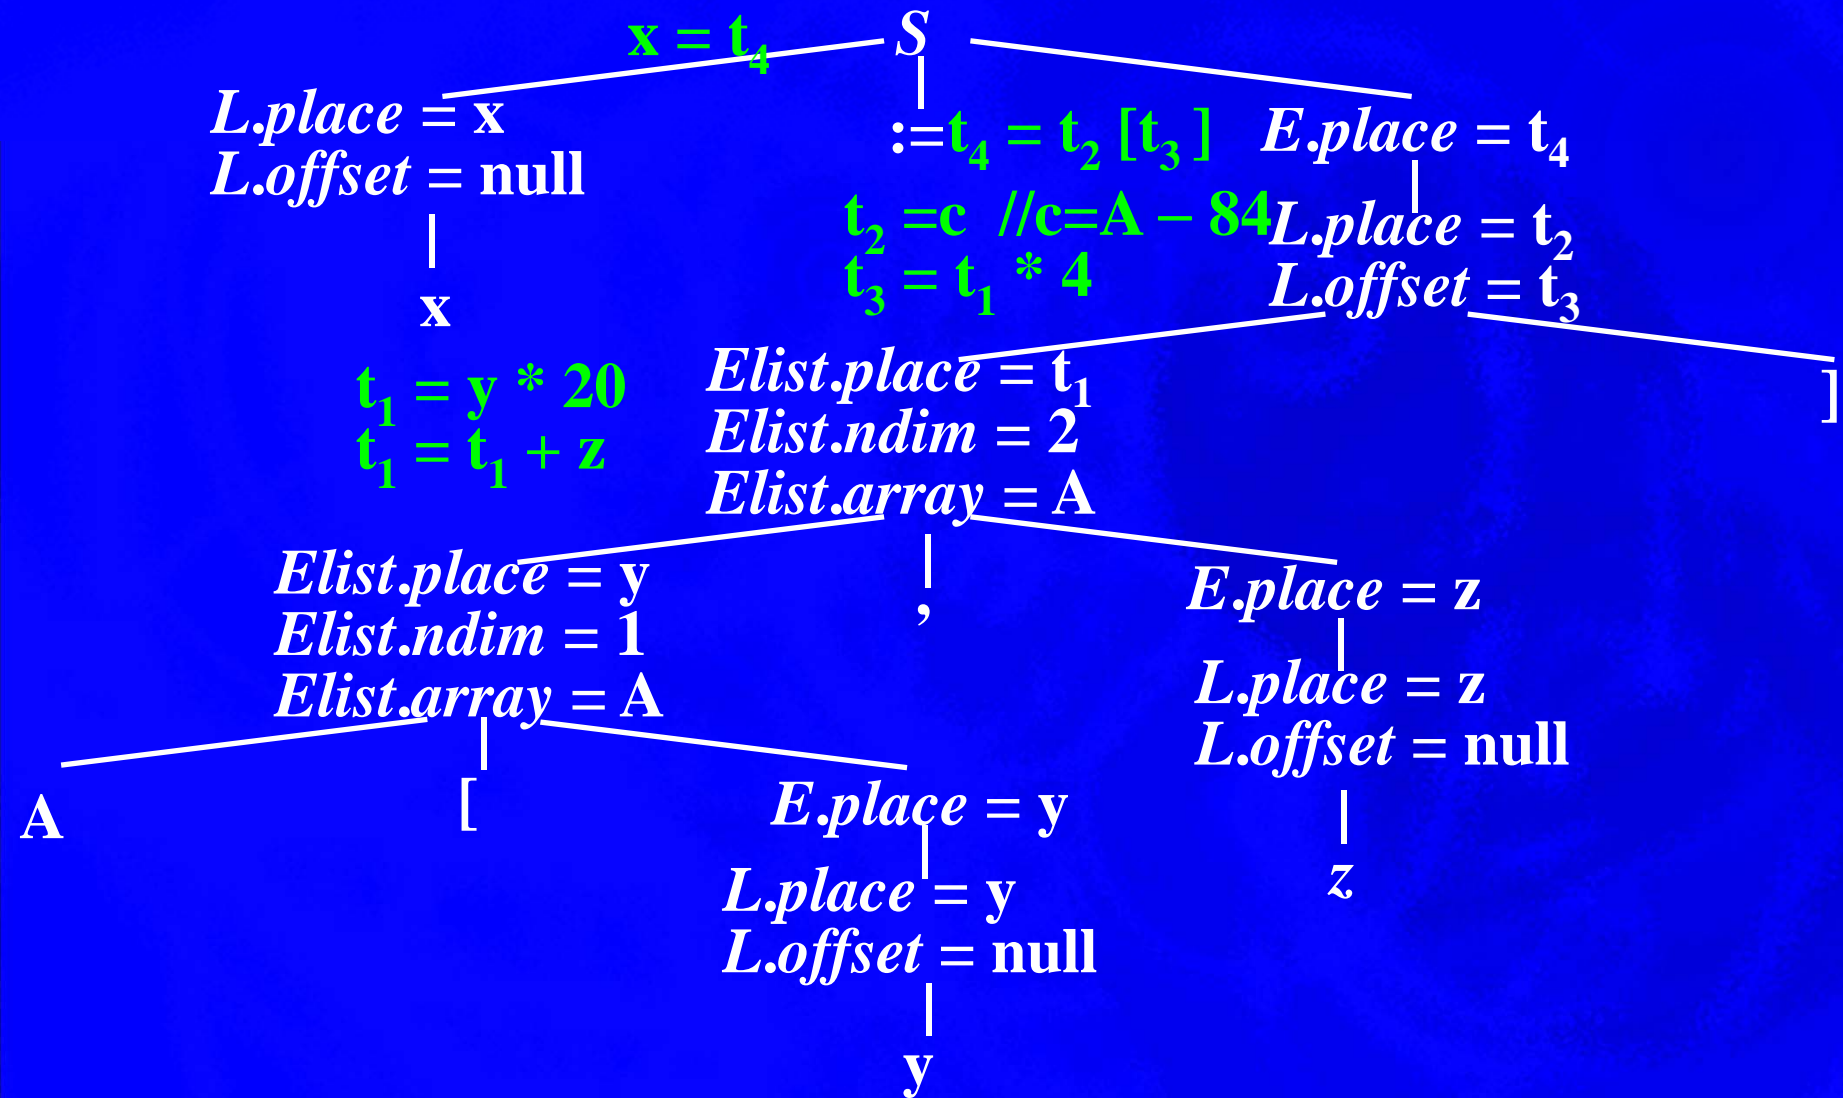 x = t₄
S
L.place = x
L.offset = null
:=
t₄ = t₂ [t₃ ]
E.place = t₄
x
t₂ =c //c=A – 84
t₃ = t₁ * 4
L.place = t₂
L.offset = t₃
t₁ = y * 20
t₁ = t₁ + z
Elist.place = t₁
Elist.ndim = 2
Elist.array = A
]
Elist.place = y
Elist.ndim = 1
Elist.array = A
,
E.place = z
L.place = z
L.offset = null
A
[
E.place = y
z
L.place = y
L.offset = null
y